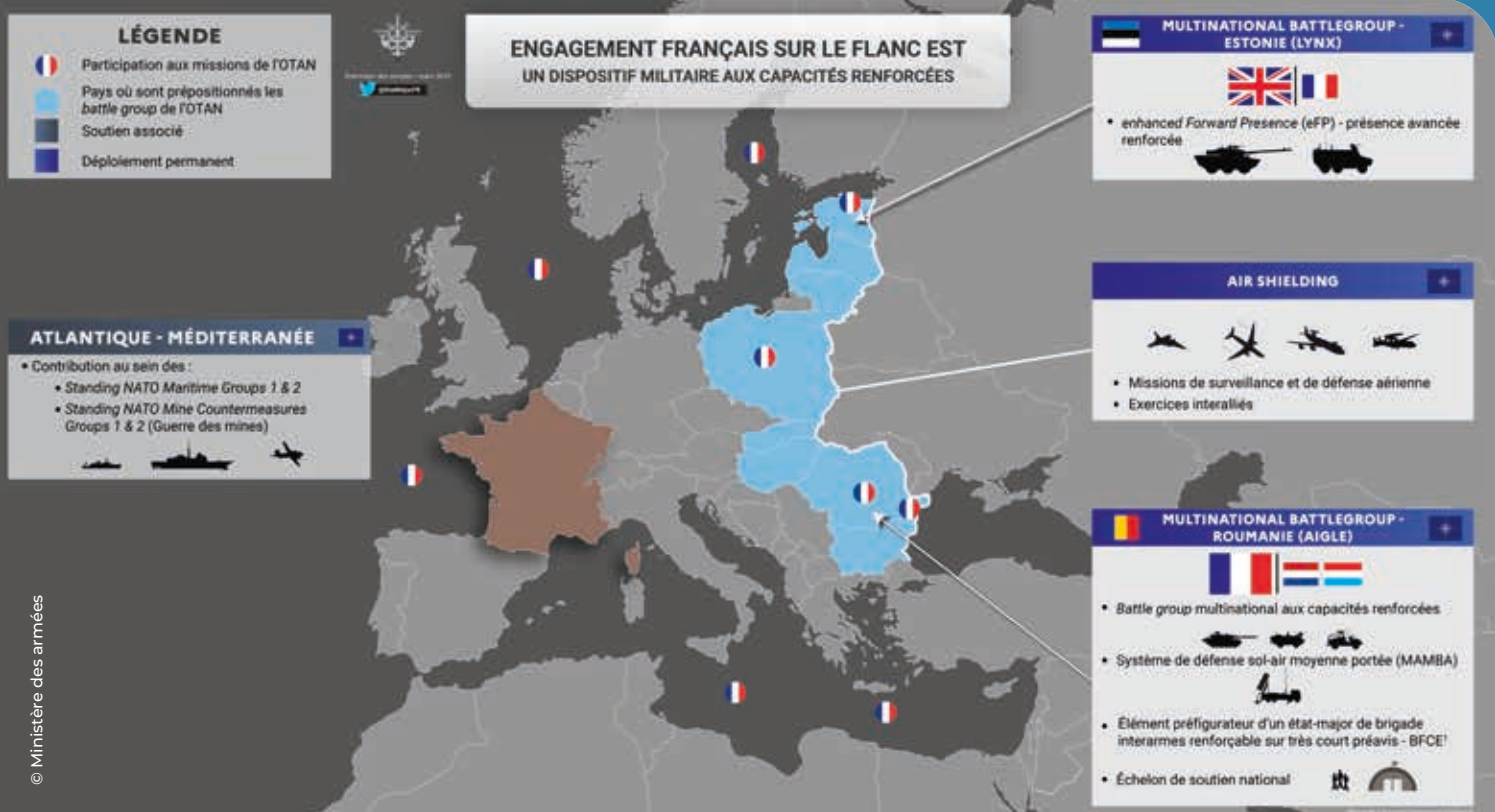 LÉGENDE
Participation aux missions de l'OTAN
Pays où sont prépositionnés les
battle group de l'OTAN
Soutien associé
Déploiement permanent
ENGAGEMENT FRANÇAIS SUR LE FLANC EST
UN DISPOSITIF MILITAIRE AUX CAPACITÉS RENFORCÉES
MULTINATIONAL BATTLEGROUP -
ESTONIE (LYNX)
• enhanced Forward Presence (eFP) - présence avancée
renforcée
AIR SHIELDING
• Missions de surveillance et de défense aérienne
• Exercices interalliés
ATLANTIQUE - MÉDITERRANÉE
• Contribution au sein des :
• Standing NATO Maritime Groups 1 & 2
• Standing NATO Mine Countermeasures
Groups 1 & 2 (Guerre des mines)
MULTINATIONAL BATTLEGROUP -
ROUMANIE (AIGLE)
• Battle group multinational aux capacités renforcées
• Système de défense sol-air moyenne portée (MAMBA)
• Élément préfigurateur d'un état-major de brigade
interarmes renforçable sur très court préavis - BFCE¹
• Échelon de soutien national
© Ministère des armées